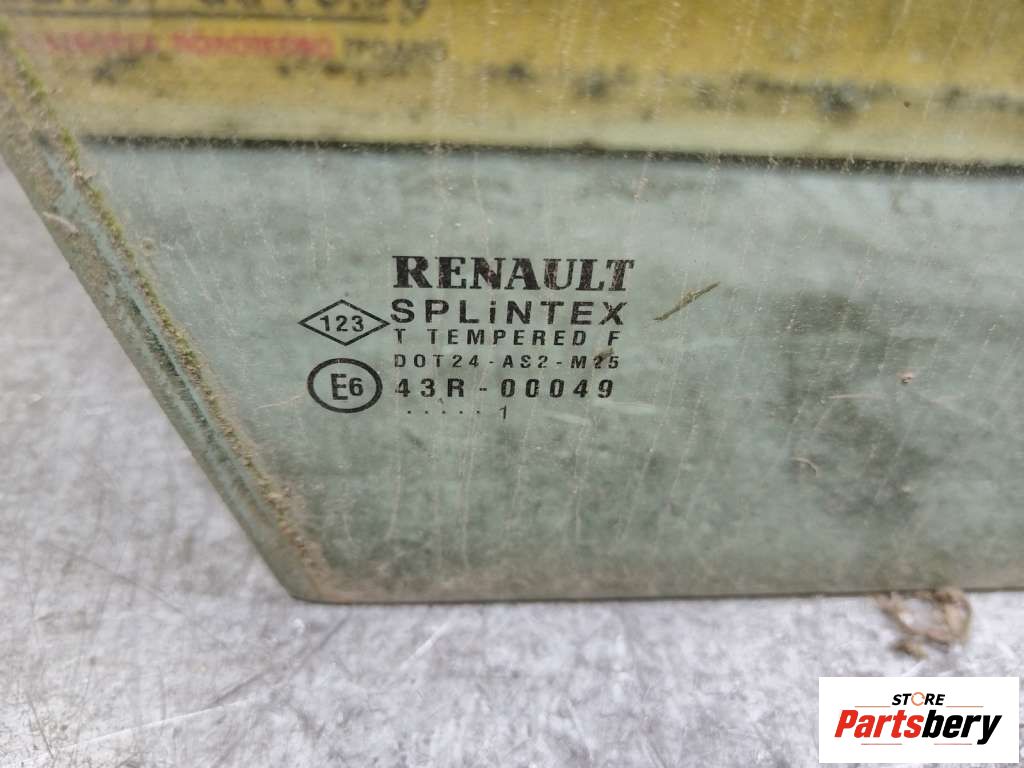 RENAULT
123
SPLiNTEX
T TEMPERED F
DOT24-AS2-M25
E6
43R-00049
.....1
STORE
Partsbery